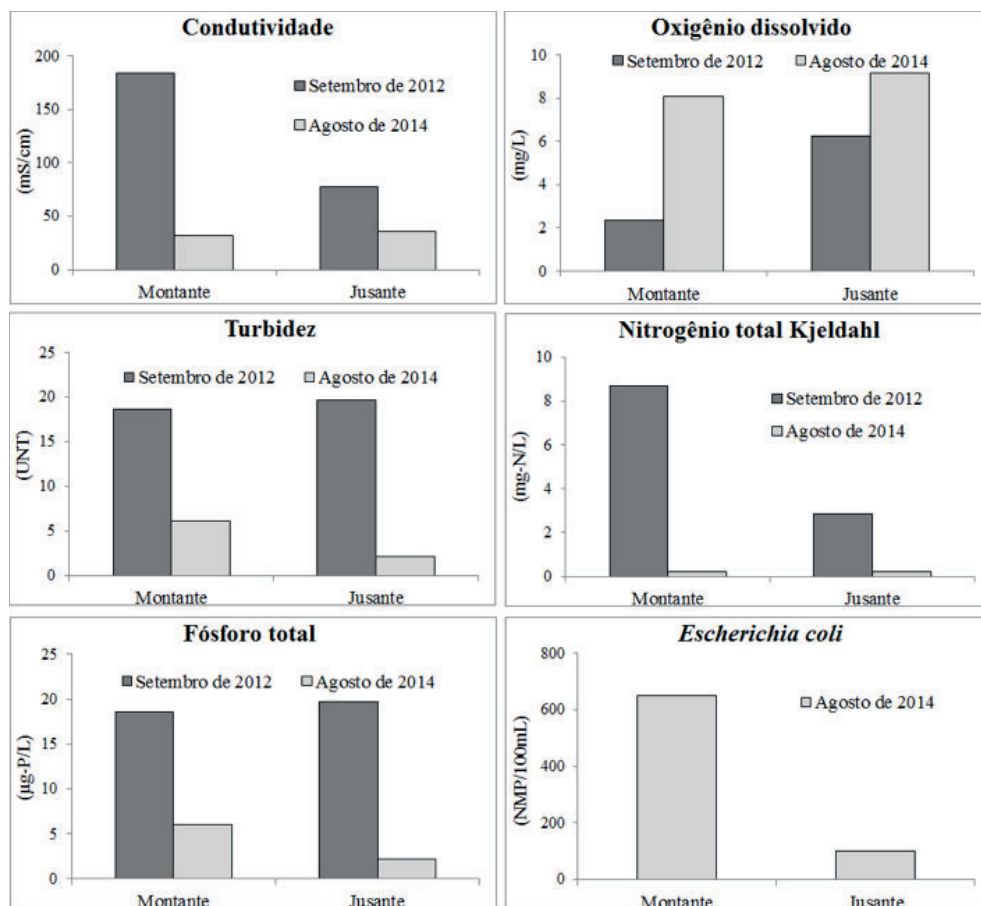 Condutividade
200
150
100
50
0
(mS/cm)
Setembro de 2012
Agosto de 2014
Montante Jusante
Oxigênio dissolvido
10
8
6
4
2
0
(mg/L)
Setembro de 2012 Agosto de 2014
Montante Jusante
Turbidez
25
20
15
10
5
0
(UNT)
Setembro de 2012 Agosto de 2014
Montante Jusante
Nitrogênio total Kjeldahl
10
8
6
4
2
0
(mg-N/L)
Setembro de 2012
Agosto de 2014
Montante Jusante
Fósforo total
25
20
15
10
5
0
(µg-P/L)
Setembro de 2012 Agosto de 2014
Montante Jusante
Escherichia coli
800
600
400
200
0
(NMP/100mL)
Agosto de 2014
Montante Jusante